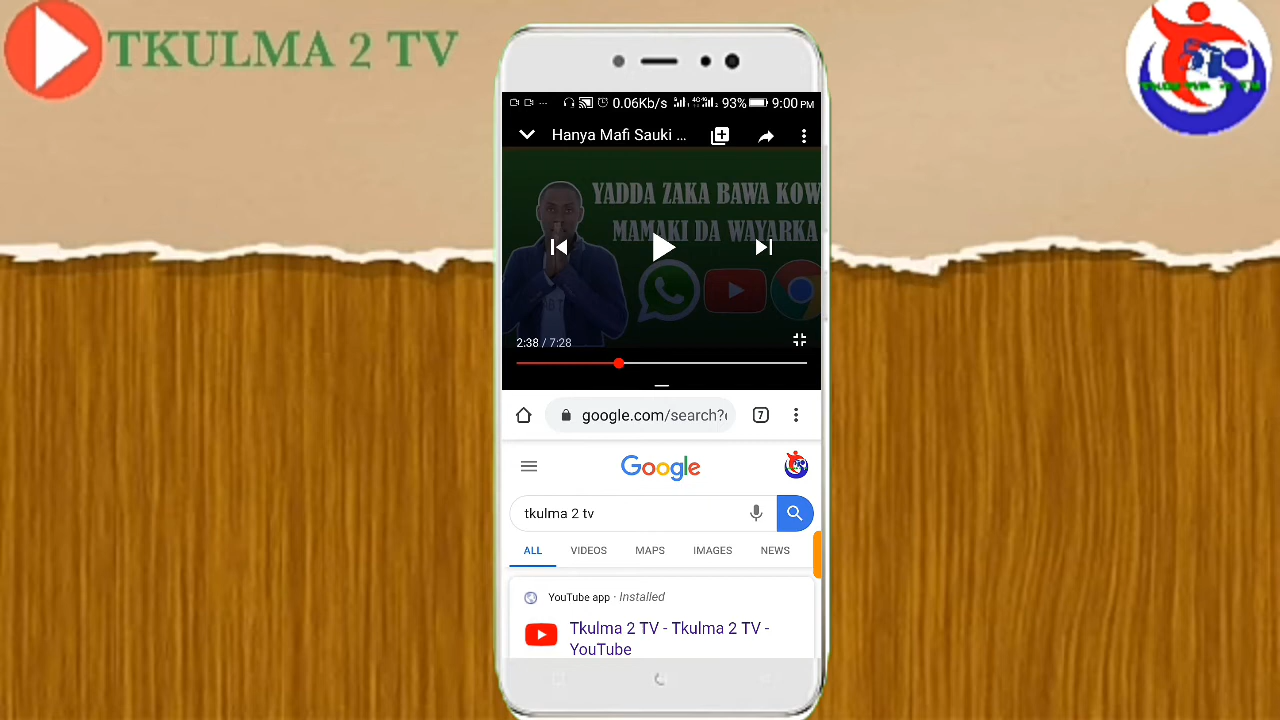 TKULMA 2 TV
0.06Kb/s 93% 9:00 PM
Hanya Mafi Sauki ...
YADDA ZAKA BAWA KOW
MAMAKI DA WAYARKA
2:38 / 7:28
google.com/search?
7
Google
tkulma 2 tv
ALL VIDEOS MAPS IMAGES NEWS
YouTube app · Installed
Tkulma 2 TV - Tkulma 2 TV -
YouTube